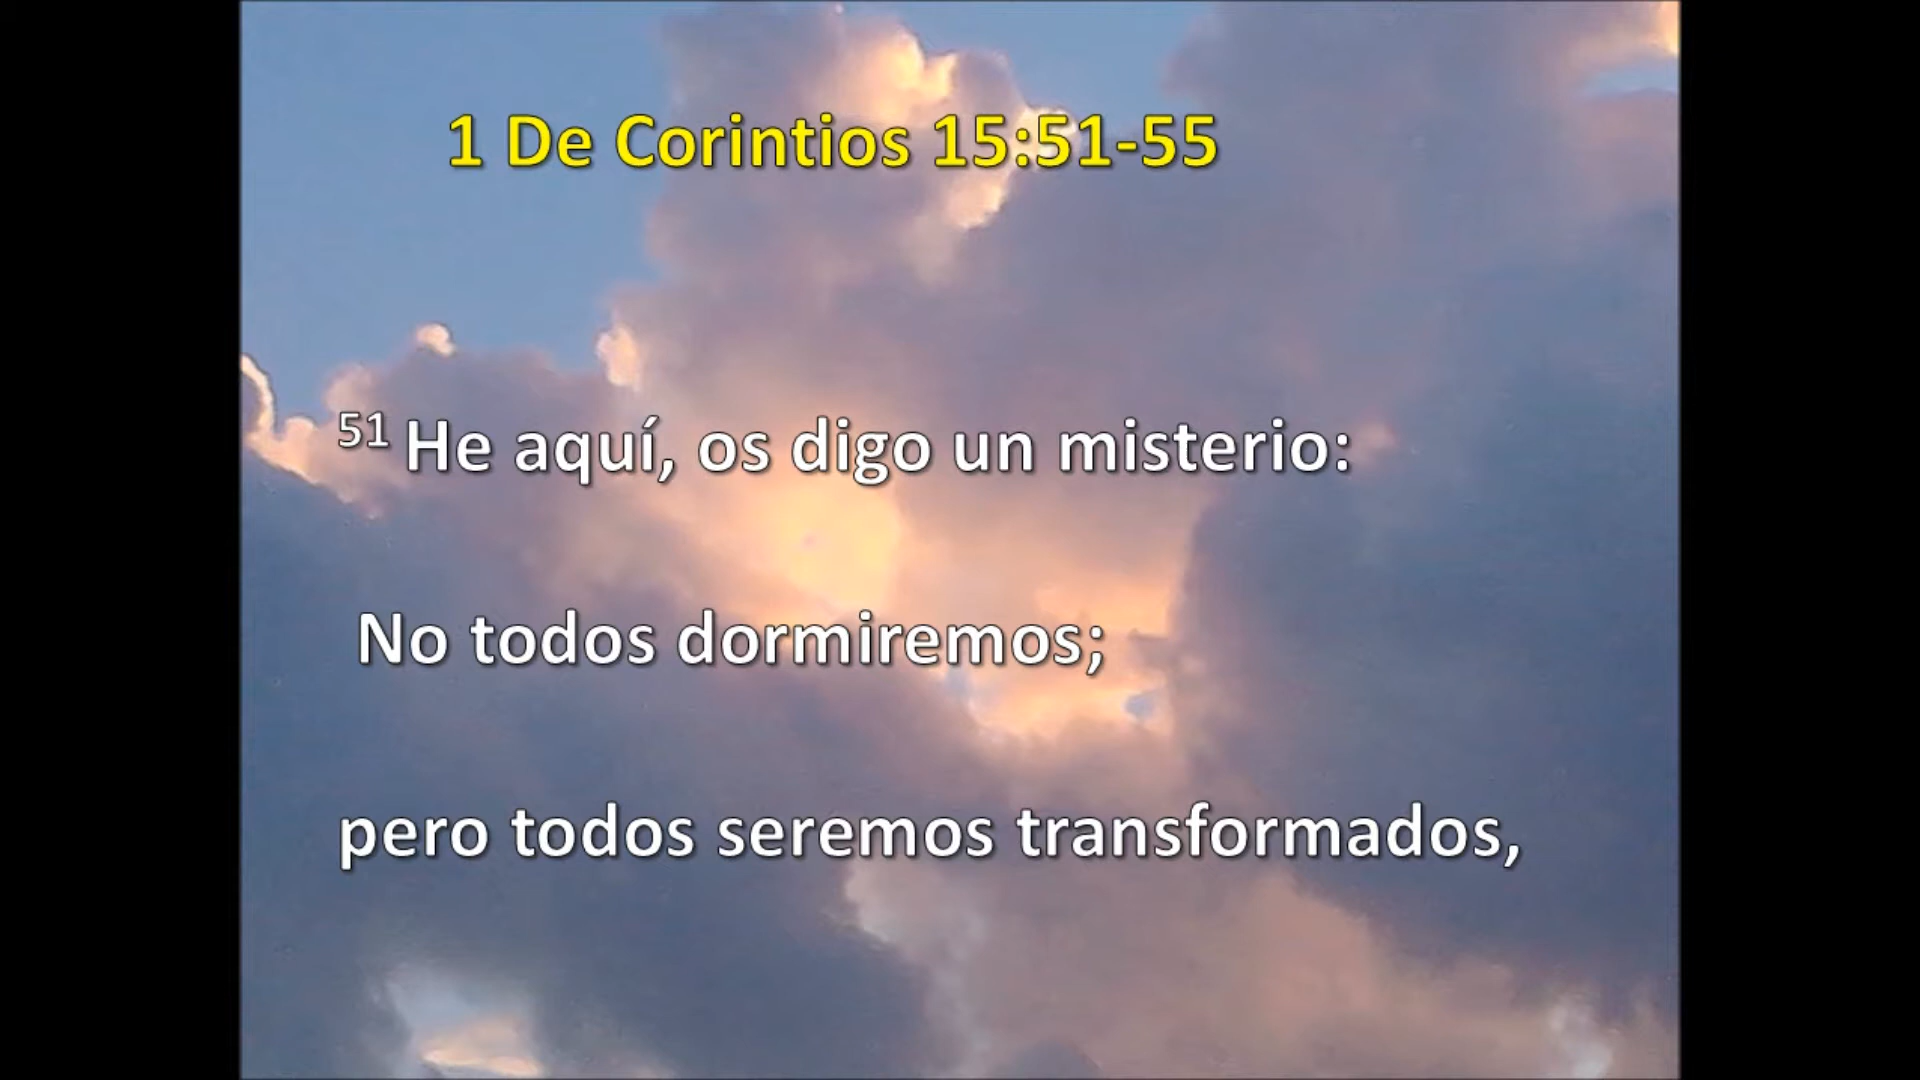 1 De Corintios 15:51-55
51 He aquí, os digo un misterio:
No todos dormiremos;
pero todos seremos transformados,